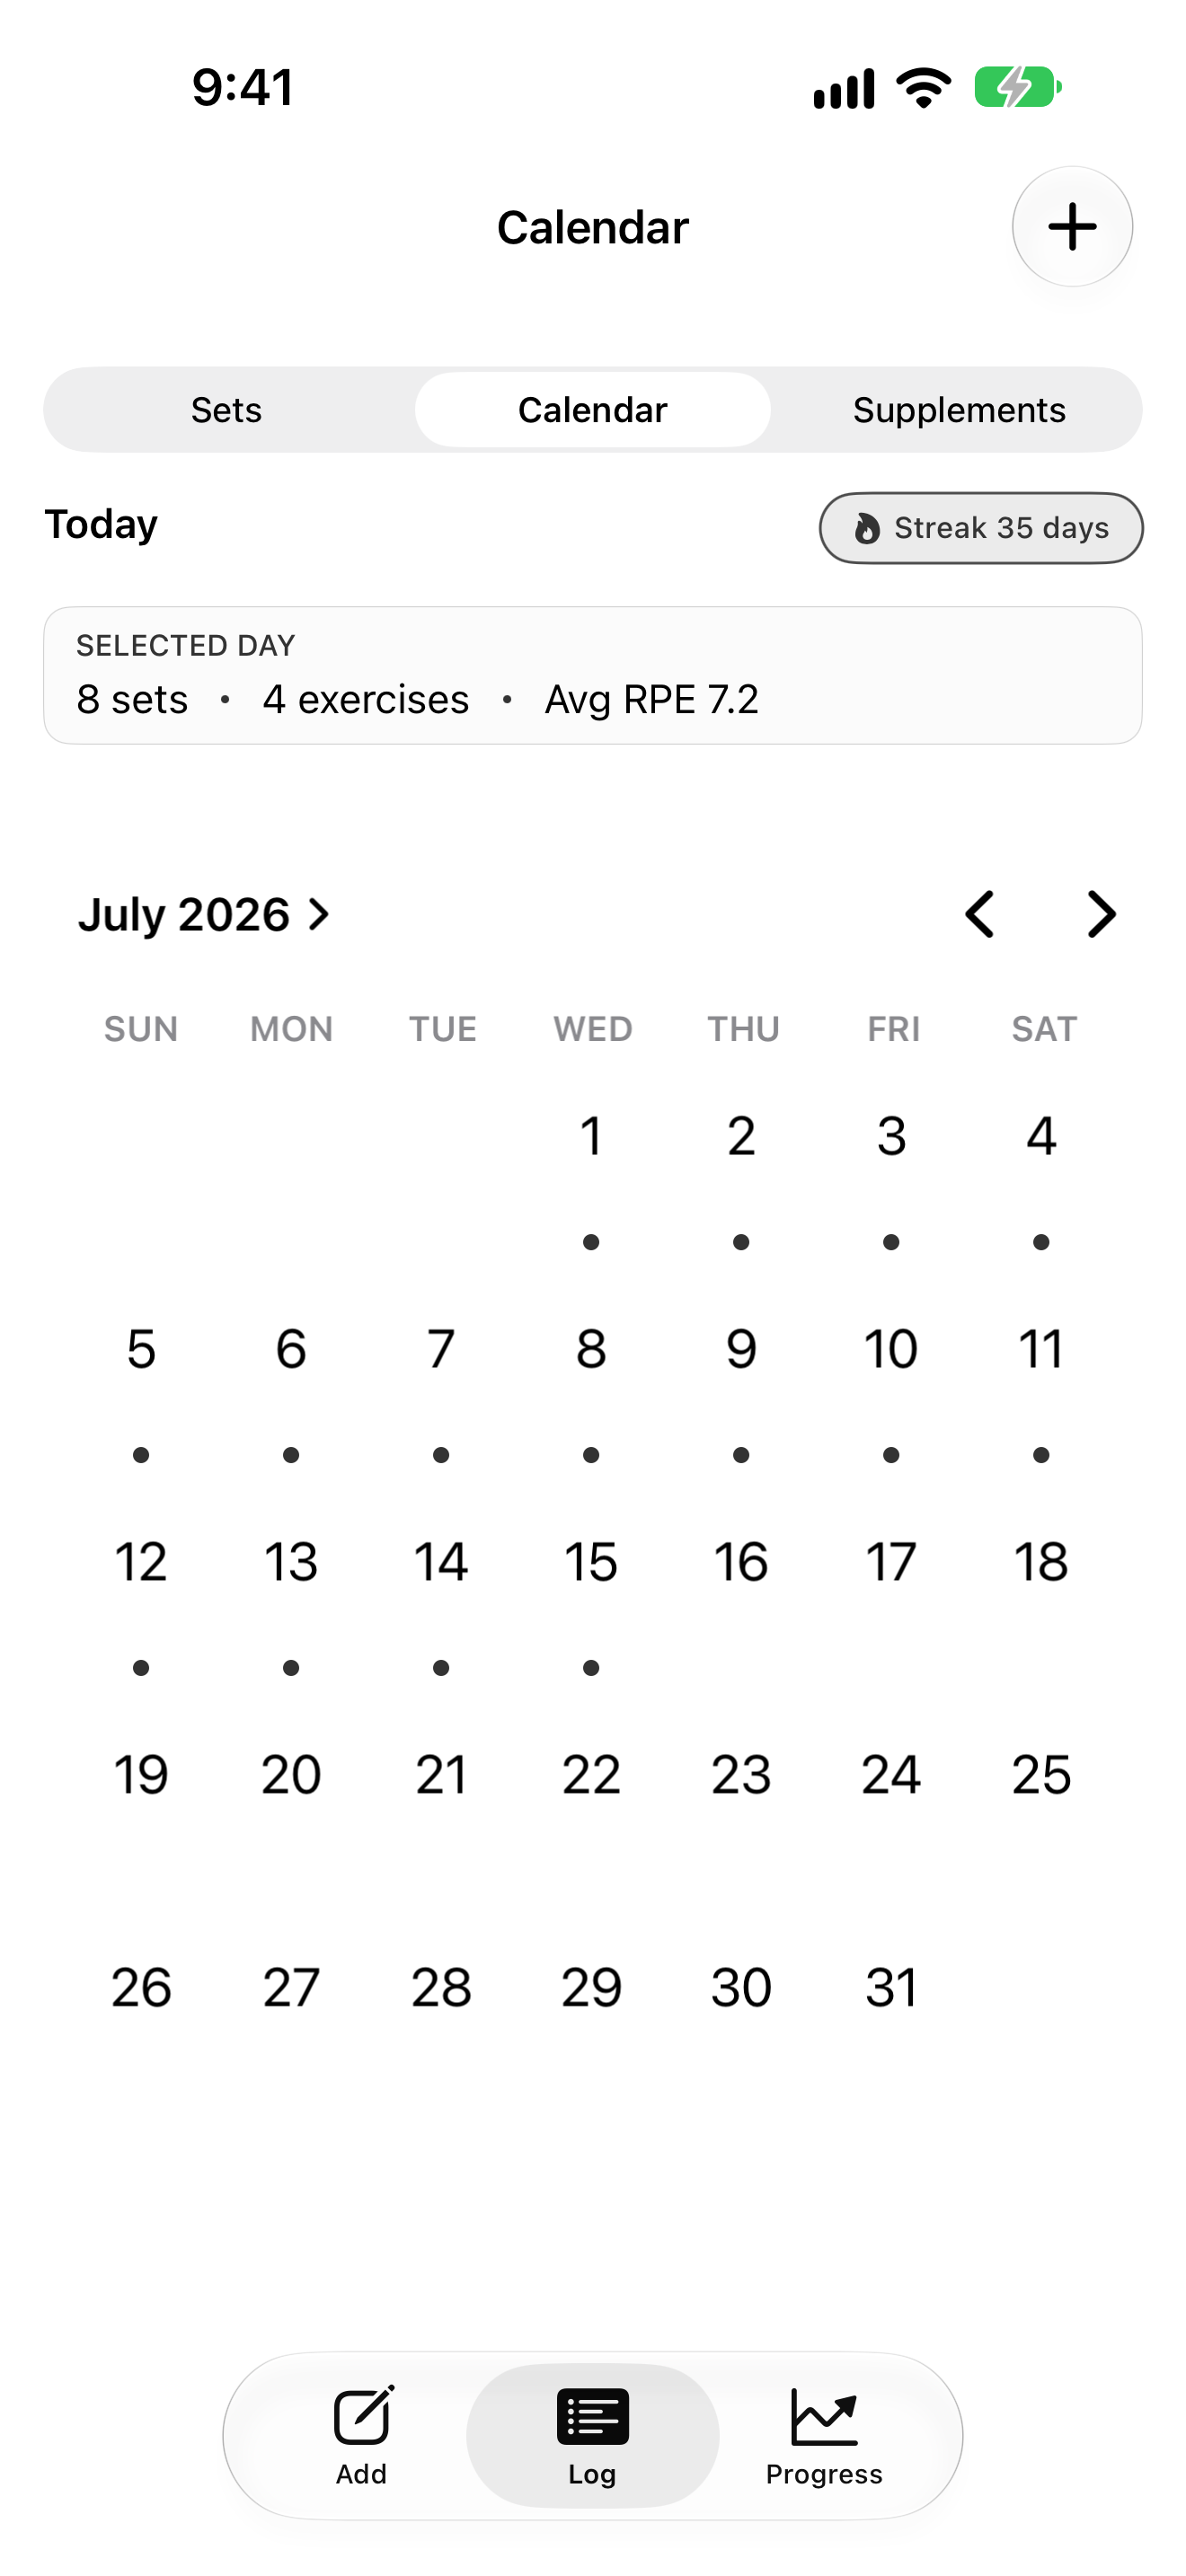 9:41
Calendar
Sets Calendar Supplements
Today Streak 35 days
SELECTED DAY
8 sets • 4 exercises • Avg RPE 7.2
July 2026
SUN MON TUE WED THU FRI SAT
1 2 3 4
5 6 7 8 9 10 11
12 13 14 15 16 17 18
19 20 21 22 23 24 25
26 27 28 29 30 31
Add Log Progress